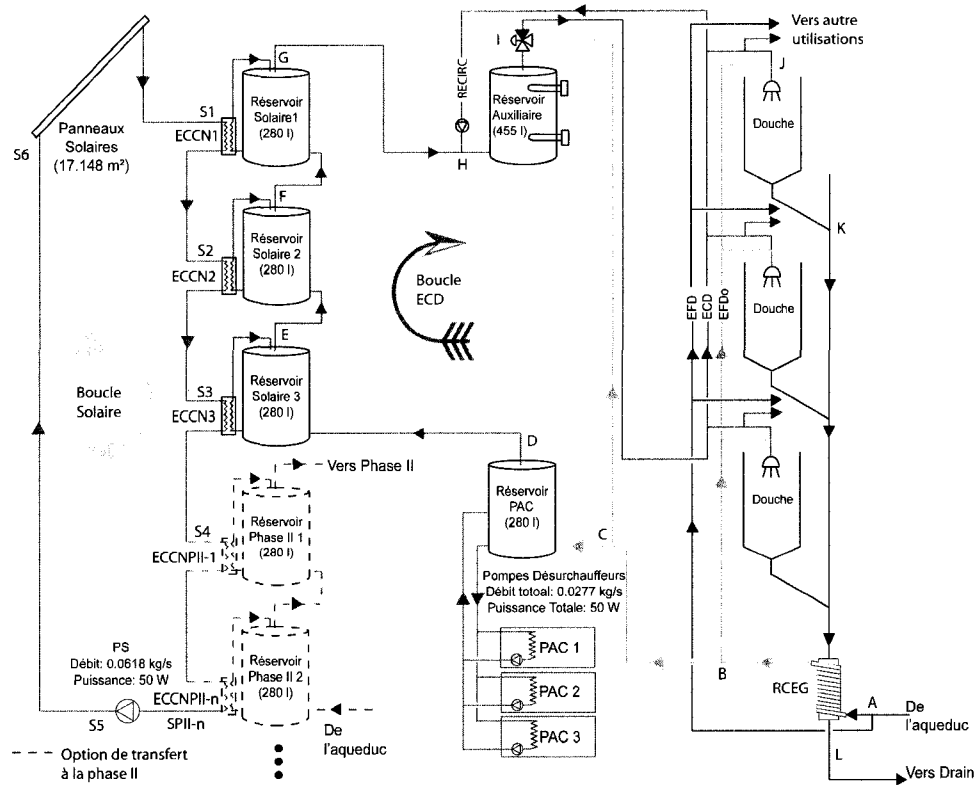 G
I
RECIRC
H
Vers autre
utilisations
J
Douche
S1
ECCN1
Réservoir
Solaire1
(280 l)
Réservoir
Auxiliaire
(455 l)
Panneaux
Solaires
(17.148 m²)
S6
F
K
S2
ECCN2
Réservoir
Solaire 2
(280 l)
Boucle
ECD
EFD
ECD
EFDo
Douche
E
S3
ECCN3
Réservoir
Solaire 3
(280 l)
Boucle
Solaire
D
Vers Phase II
Réservoir
PAC
(280 l)
C
Douche
S4
ECCNPII-1
Réservoir
Phase II 1
(280 l)
Pompes Désurchauffeurs
Débit totoal: 0.0277 kg/s
Puissance Totale: 50 W
PAC 1
PAC 2
PAC 3
PS
Débit: 0.0618 kg/s
Puissance: 50 W
ECCNPII-n
Réservoir
Phase II 2
(280 l)
S5
SPII-n
De
l'aqueduc
B
RCEG
A
De
l'aqueduc
L
Vers Drain
Option de transfert
à la phase II